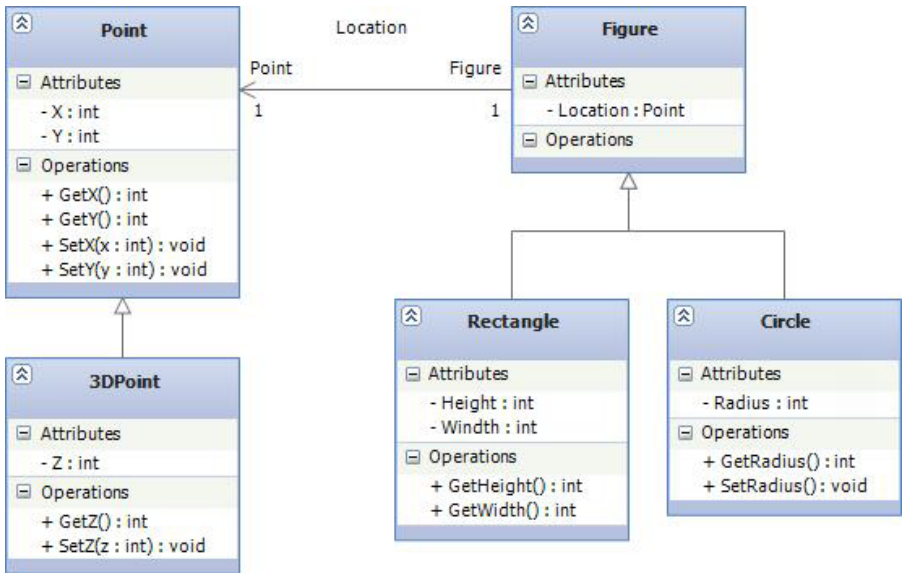 Point
Attributes
- X : int
- Y : int
Operations
+ GetX() : int
+ GetY() : int
+ SetX(x : int) : void
+ SetY(y : int) : void
Location
Point
Figure
1
1
Figure
Attributes
- Location : Point
Operations
3DPoint
Attributes
- Z : int
Operations
+ GetZ() : int
+ SetZ(z : int) : void
Rectangle
Attributes
- Height : int
- Windth : int
Operations
+ GetHeight() : int
+ GetWidth() : int
Circle
Attributes
- Radius : int
Operations
+ GetRadius() : int
+ SetRadius() : void